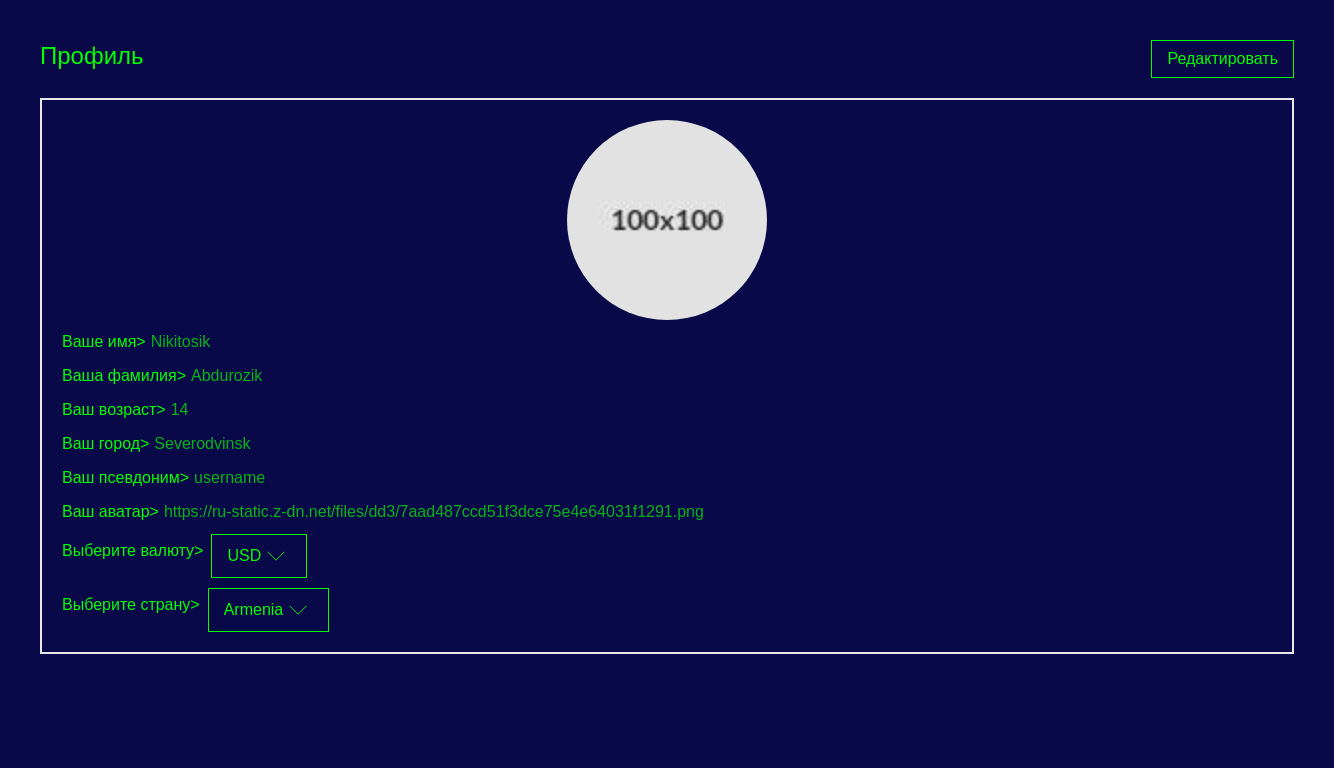 Профиль
Редактировать
100x100
Ваше имя> Nikitosik
Ваша фамилия> Abdurozik
Ваш возраст> 14
Ваш город> Severodvinsk
Ваш псевдоним> username
Ваш аватар> https://ru-static.z-dn.net/files/dd3/7aad487ccd51f3dce75e4e64031f1291.png
Выберите валюту> USD
Выберите страну> Armenia